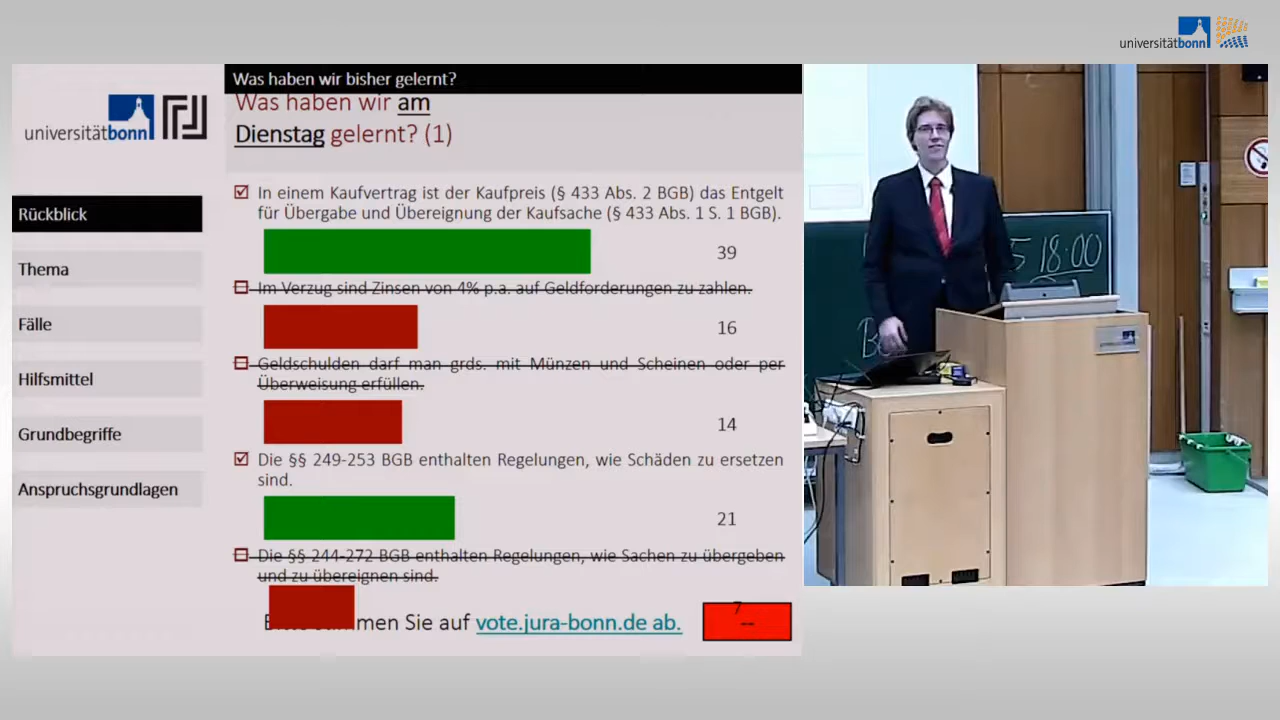 universitätbonn
Was haben wir bisher gelernt?
universitätbonn
Was haben wir am
Dienstag gelernt? (1)
In einem Kaufvertrag ist der Kaufpreis (§ 433 Abs. 2 BGB) das Entgelt
für Übergabe und Übereignung der Kaufsache (§ 433 Abs. 1 S. 1 BGB).
39
Im Verzug sind Zinsen von 4% p.a. auf Geldforderungen zu zahlen.
16
Geldschulden darf man grds. mit Münzen und Scheinen oder per
Überweisung erfüllen.
14
Die §§ 249-253 BGB enthalten Regelungen, wie Schäden zu ersetzen
sind.
21
Die §§ 244-272 BGB enthalten Regelungen, wie Sachen zu übergeben
und zu übereignen sind.
7
Sie auf vote.jura-bonn.de ab.
--
Rückblick
Thema
Fälle
Hilfsmittel
Grundbegriffe
Anspruchsgrundlagen
18:00